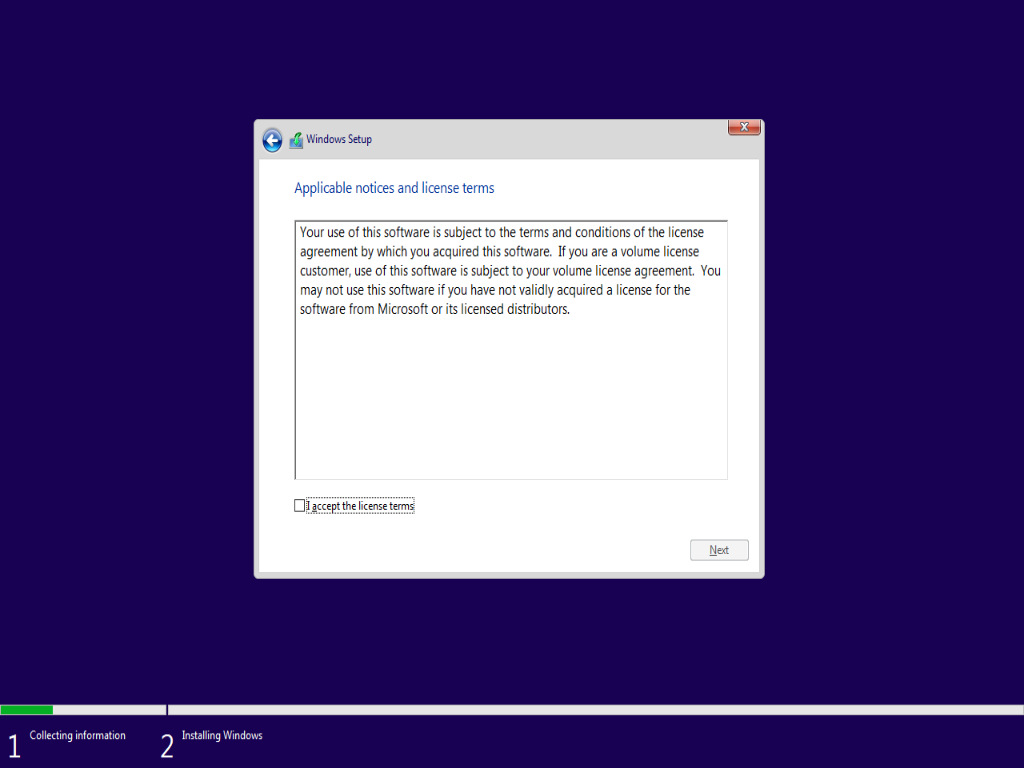 Windows Setup
Applicable notices and license terms
Your use of this software is subject to the terms and conditions of the license
agreement by which you acquired this software.  If you are a volume license
customer, use of this software is subject to your volume license agreement.  You
may not use this software if you have not validly acquired a license for the
software from Microsoft or its licensed distributors.
I accept the license terms
Next
1 Collecting information
2 Installing Windows